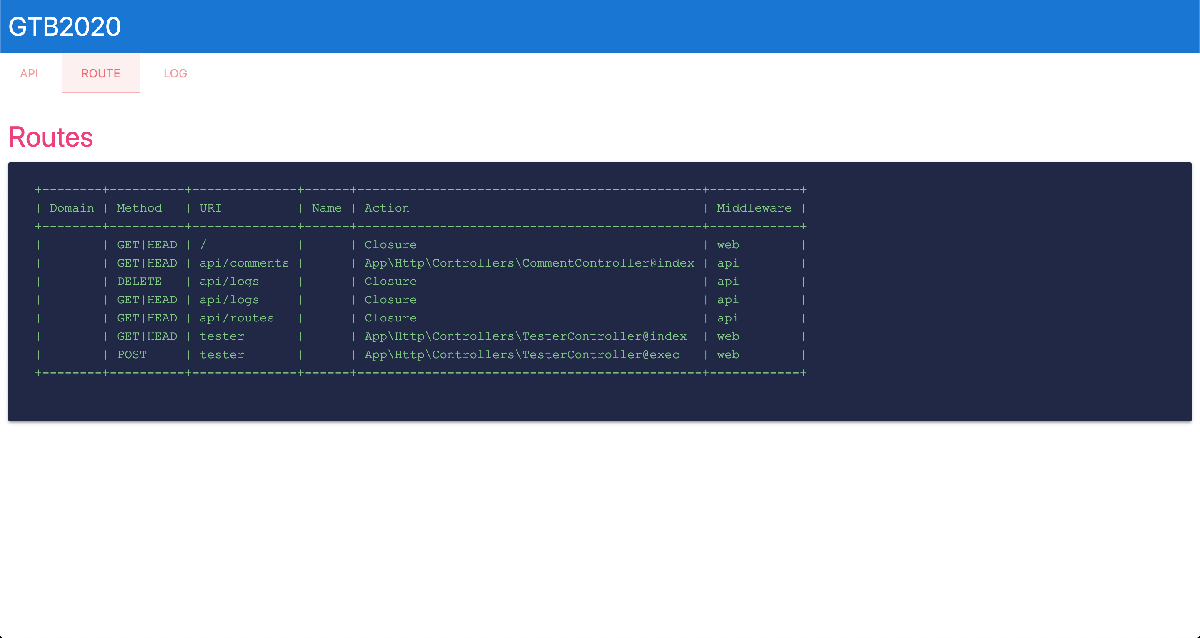 GTB2020
API ROUTE LOG
Routes
+--------+----------+--------------+------+----------------------------------------------+------------+
| Domain | Method   | URI          | Name | Action                                       | Middleware |
+--------+----------+--------------+------+----------------------------------------------+------------+
|        | GET|HEAD | /            |      | Closure                                      | web        |
|        | GET|HEAD | api/comments |      | App\Http\Controllers\CommentController@index | api        |
|        | DELETE   | api/logs     |      | Closure                                      | api        |
|        | GET|HEAD | api/logs     |      | Closure                                      | api        |
|        | GET|HEAD | api/routes   |      | Closure                                      | api        |
|        | GET|HEAD | tester       |      | App\Http\Controllers\TesterController@index  | web        |
|        | POST     | tester       |      | App\Http\Controllers\TesterController@exec   | web        |
+--------+----------+--------------+------+----------------------------------------------+------------+